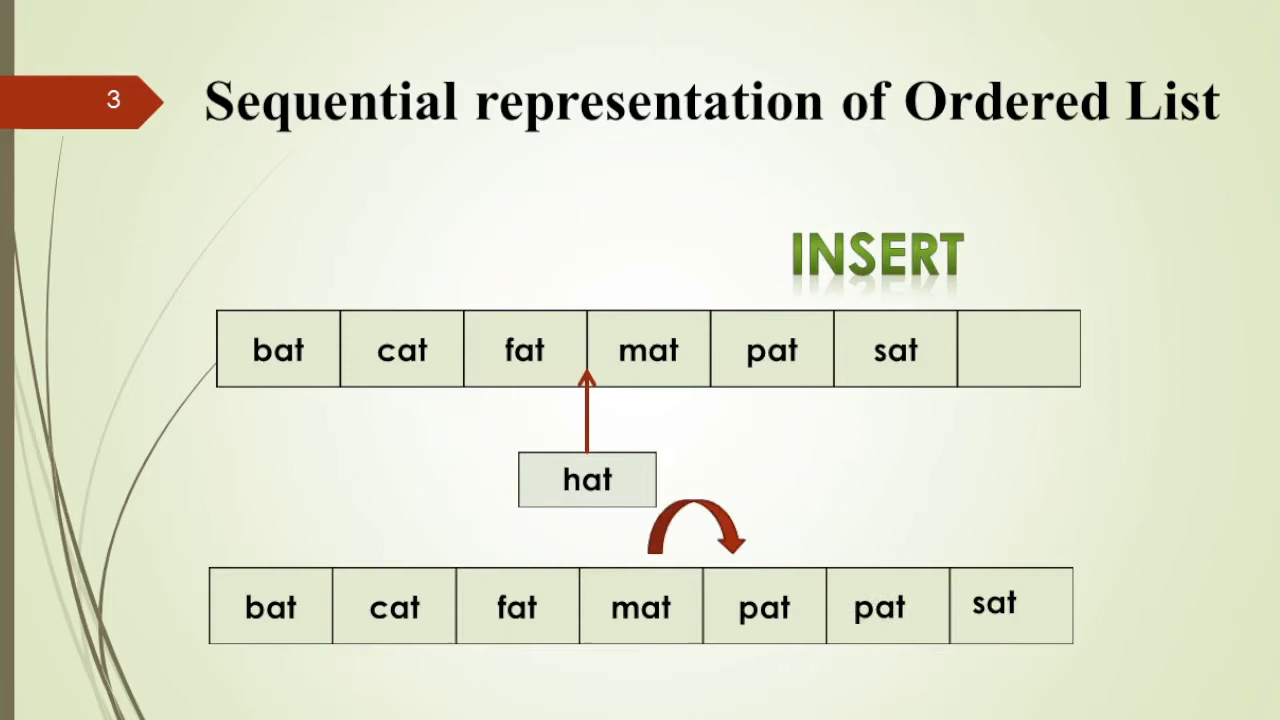 3
Sequential representation of Ordered List
INSERT
bat cat fat mat pat sat
hat
bat cat fat mat pat pat sat